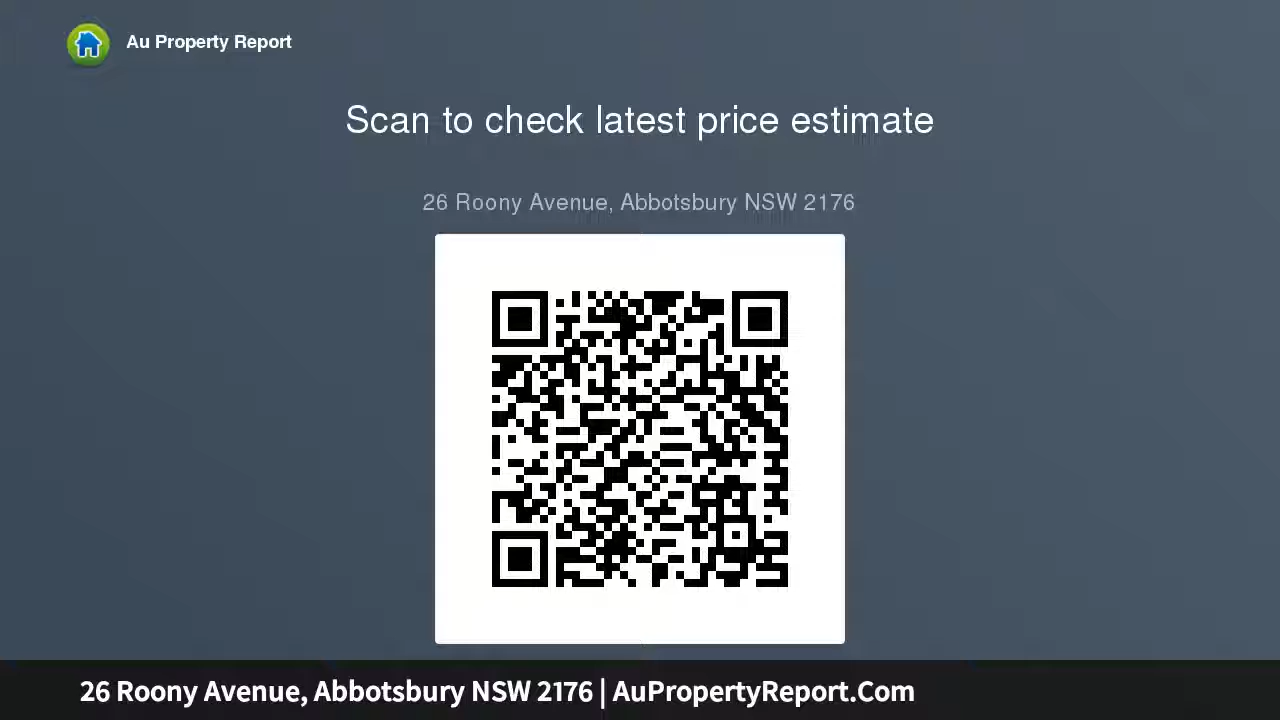 Au Property Report
Scan to check latest price estimate
26 Roony Avenue, Abbotsbury NSW 2176
26 Roony Avenue, Abbotsbury NSW 2176 | AuPropertyReport.Com